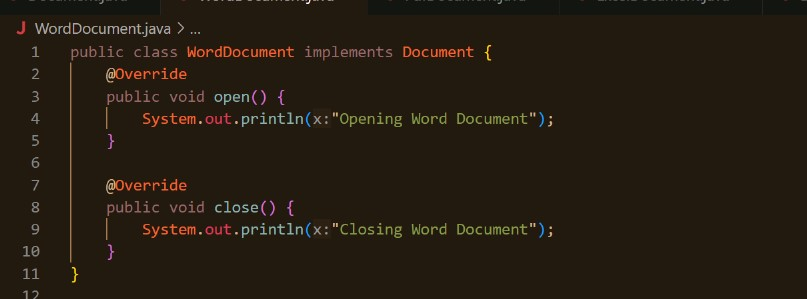 J WordDocument.java > ...
1 public class WordDocument implements Document {
2     @Override
3     public void open() {
4         System.out.println(x:"Opening Word Document");
5     }
6
7     @Override
8     public void close() {
9         System.out.println(x:"Closing Word Document");
10     }
11 }
12